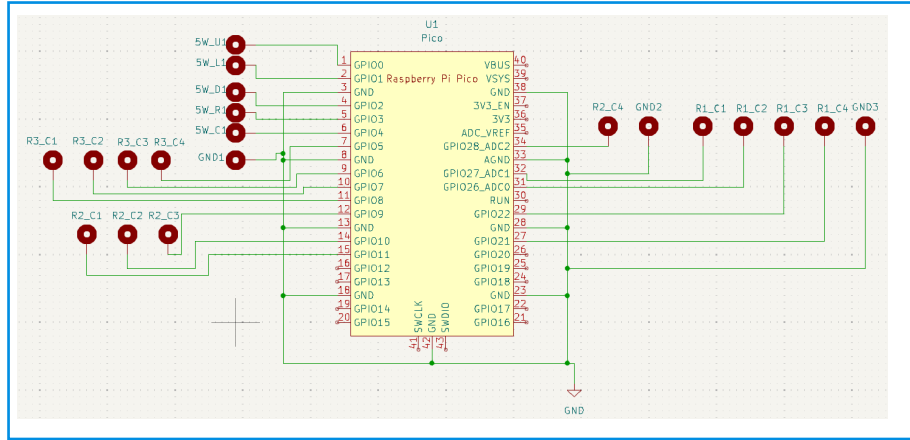 U1
Pico
Raspberry Pi Pico
5W_U1
5W_L1
5W_D1
5W_R1
5W_C1
GND1
R3_C1
R3_C2
R3_C3
R3_C4
R2_C1
R2_C2
R2_C3
R2_C4
GND2
R1_C1
R1_C2
R1_C3
R1_C4
GND3
1 GPIO0
2 GPIO1
3 GND
4 GPIO2
5 GPIO3
6 GPIO4
7 GPIO5
8 GND
9 GPIO6
10 GPIO7
11 GPIO8
12 GPIO9
13 GND
14 GPIO10
15 GPIO11
16 GPIO12
17 GPIO13
18 GND
19 GPIO14
20 GPIO15
VBUS 40
VSYS 39
GND 38
3V3_EN 37
3V3 36
ADC_VREF 35
GPIO28_ADC2 34
AGND 33
GPIO27_ADC1 32
GPIO26_ADC0 31
RUN 30
GPIO22 29
GND 28
GPIO21 27
GPIO20 26
GPIO19 25
GPIO18 24
GND 23
GPIO17 22
GPIO16 21
SWCLK 41
GND 42
SWDIO 43
GND